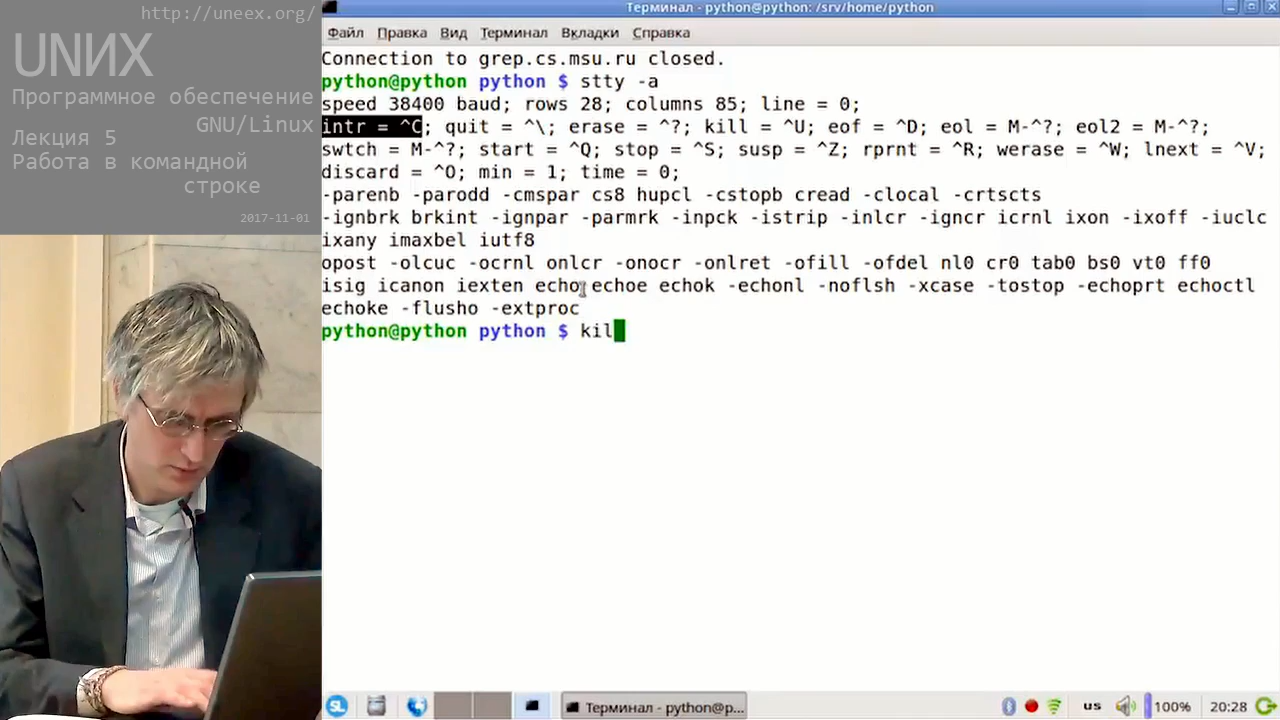 http://uneex.org/
UNИX
Программное обеспечение
GNU/Linux
Лекция 5
Работа в командной
строке
2017-11-01
Терминал - python@python: /srv/home/python
Файл Правка Вид Терминал Вкладки Справка
Connection to grep.cs.msu.ru closed.
python@python python $ stty -a
speed 38400 baud; rows 28; columns 85; line = 0;
intr = ^C; quit = ^\; erase = ^?; kill = ^U; eof = ^D; eol = M-^?; eol2 = M-^?;
swtch = M-^?; start = ^Q; stop = ^S; susp = ^Z; rprnt = ^R; werase = ^W; lnext = ^V;
discard = ^O; min = 1; time = 0;
-parenb -parodd -cmspar cs8 hupcl -cstopb cread -clocal -crtscts
-ignbrk brkint -ignpar -parmrk -inpck -istrip -inlcr -igncr icrnl ixon -ixoff -iuclc
ixany imaxbel iutf8
opost -olcuc -ocrnl onlcr -onocr -onlret -ofill -ofdel nl0 cr0 tab0 bs0 vt0 ff0
isig icanon iexten echo echoe echok -echonl -noflsh -xcase -tostop -echoprt echoctl
echoke -flusho -extproc
python@python python $ kil
SL
Терминал - python@p...
us
100%
20:28